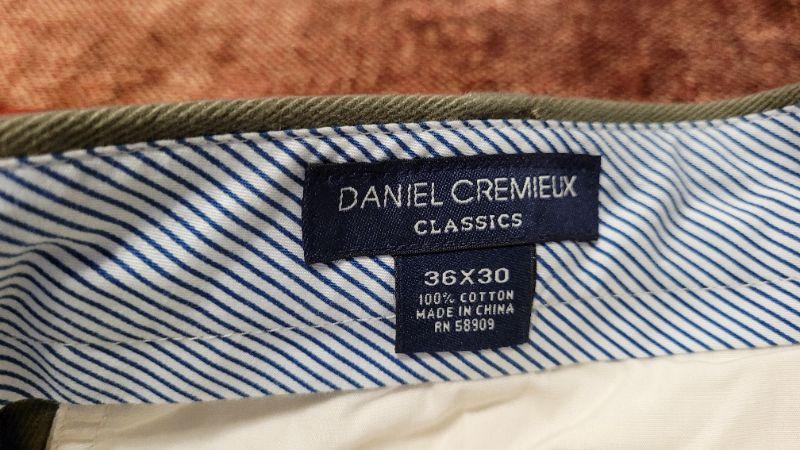 DANIEL CREMIEUX
CLASSICS
36X30
100% COTTON
MADE IN CHINA
RN 58909